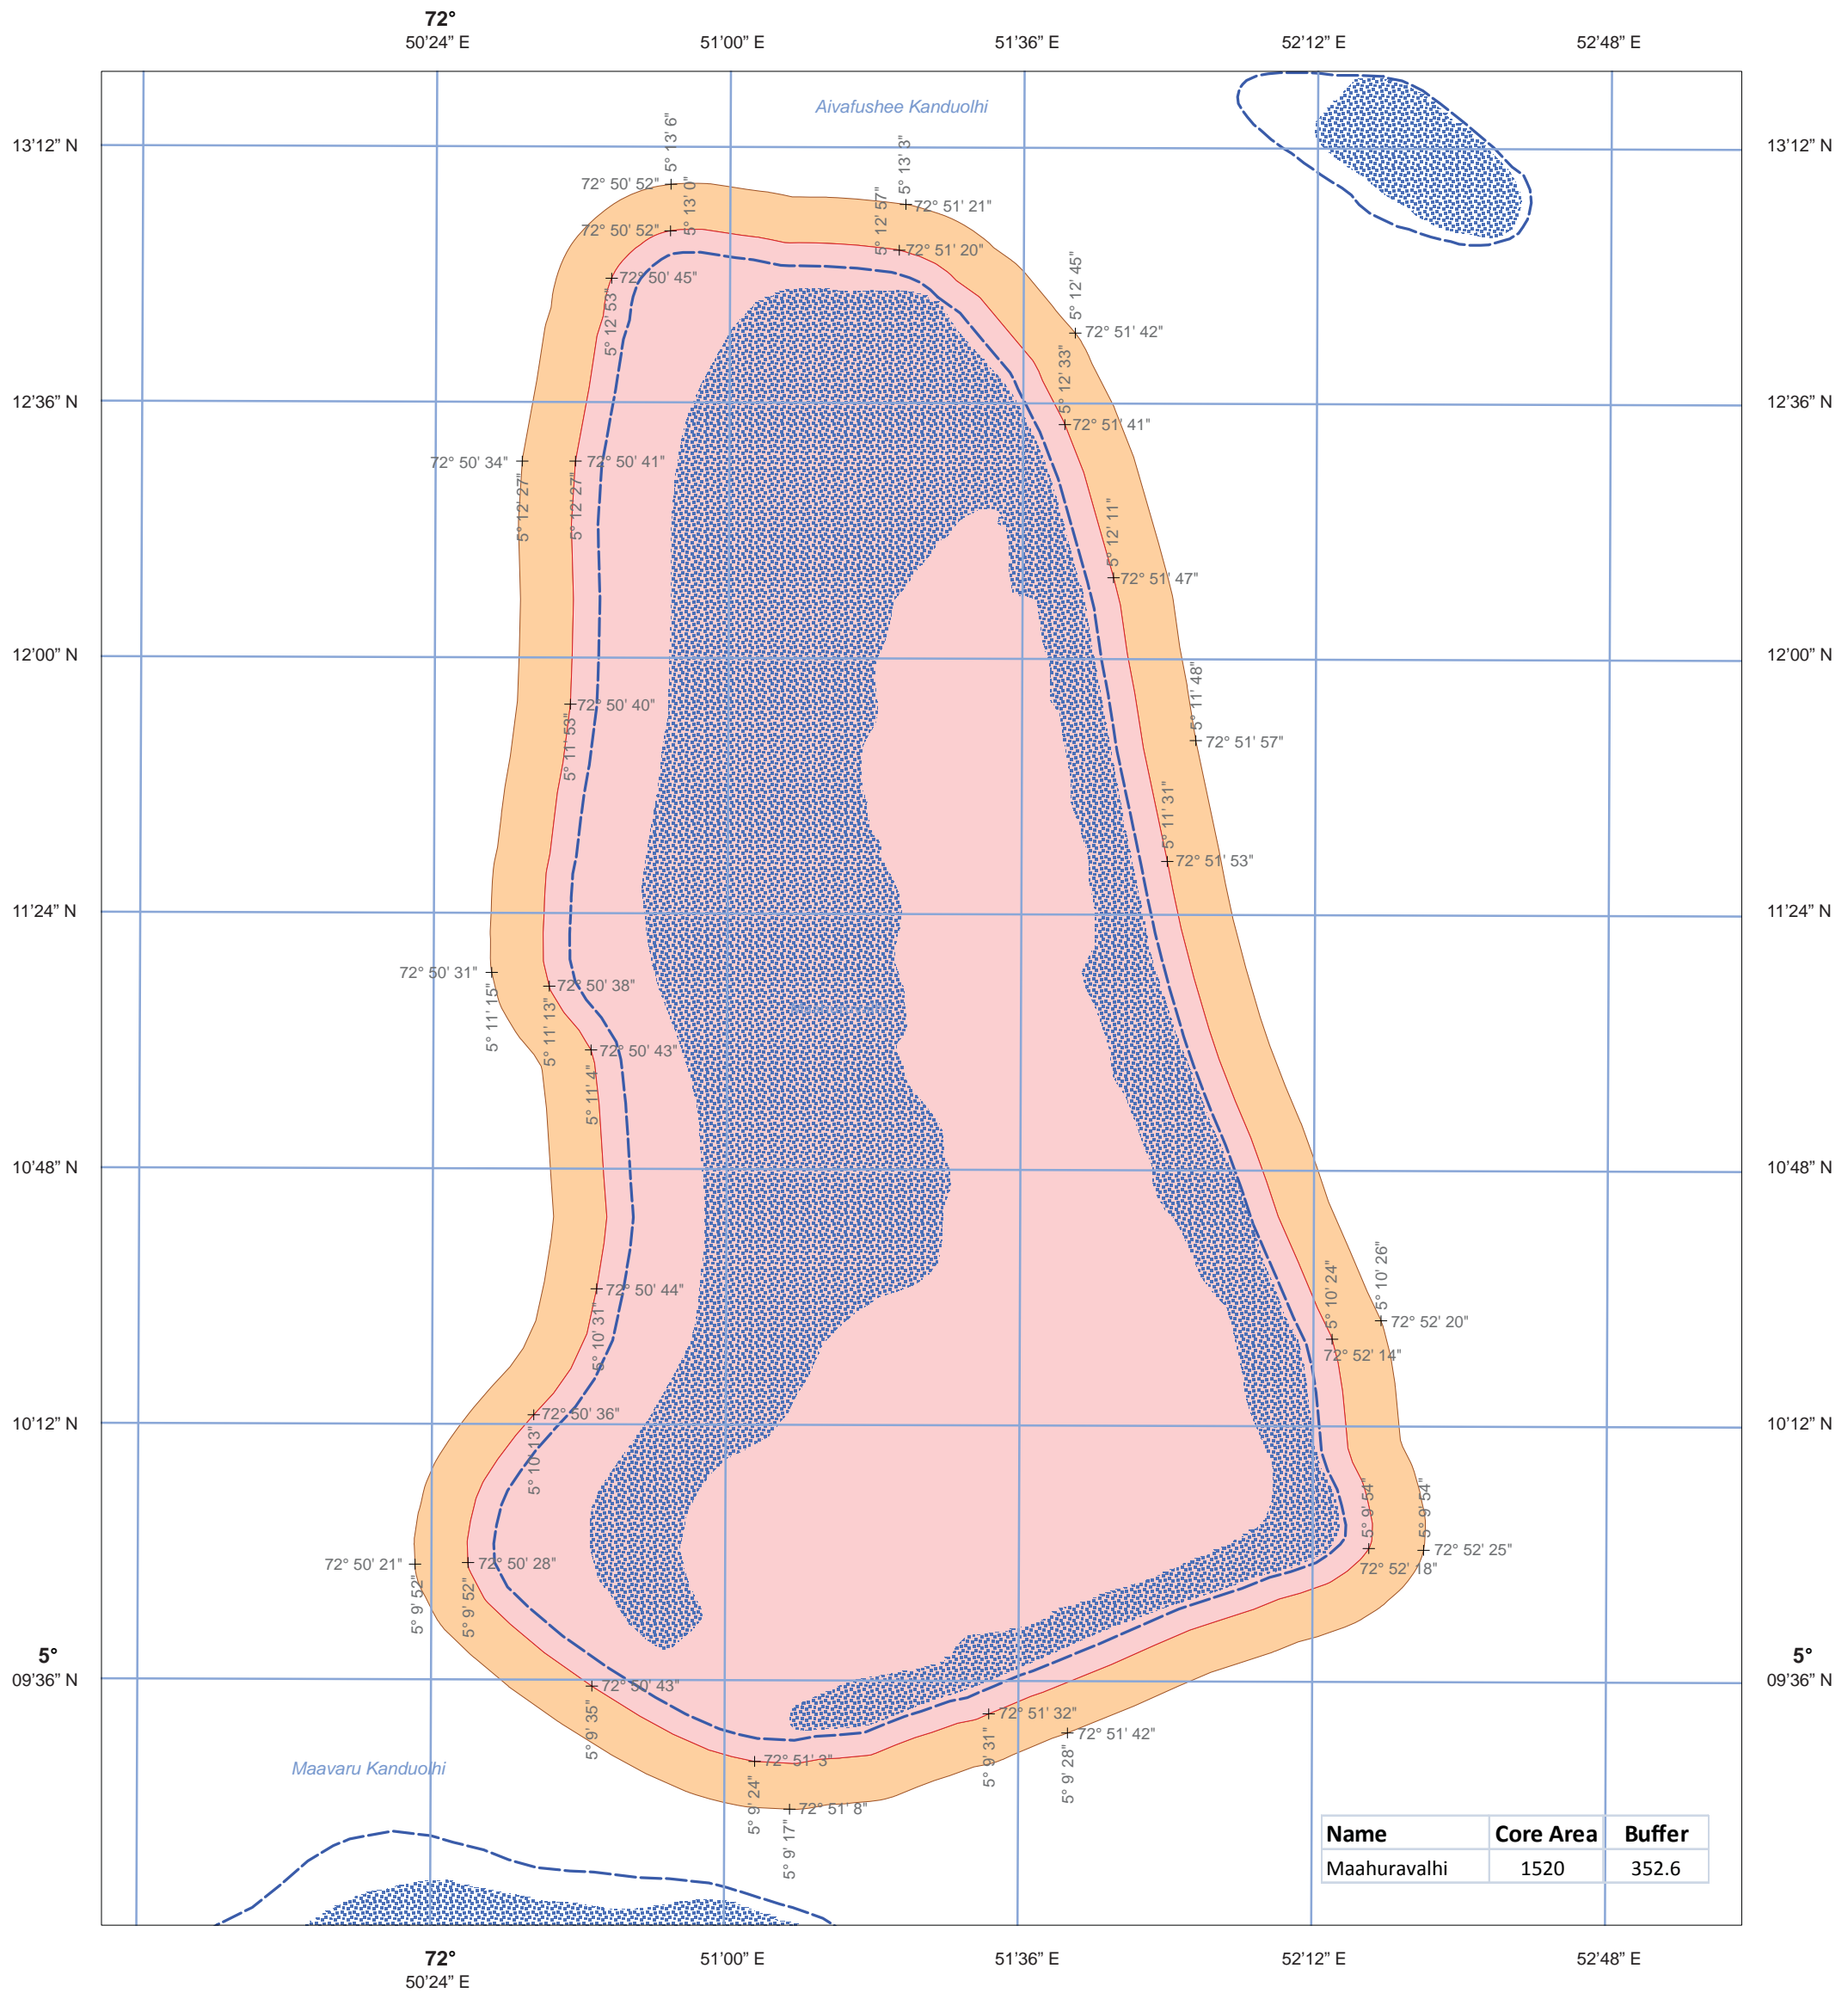 72°
50'24” E 51'00” E 51'36” E 52'12” E 52'48” E
Aivafushee Kanduolhi
13'12” N 13'12” N
72° 50' 52" 5° 13' 6"
5° 13' 3" 72° 51' 21"
72° 50' 52" 5° 13' 0"
5° 12' 57" 72° 51' 20"
72° 50' 45" 5° 12' 53"
5° 12' 45" 72° 51' 42"
12'36” N 12'36” N
5° 12' 33" 72° 51' 41"
72° 50' 34" 5° 12' 27"
72° 50' 41" 5° 12' 27"
5° 12' 11" 72° 51' 47"
12'00” N 12'00” N
72° 50' 40" 5° 11' 53"
5° 11' 48" 72° 51' 57"
5° 11' 31" 72° 51' 53"
11'24” N 11'24” N
72° 50' 31" 5° 11' 15"
72° 50' 38" 5° 11' 13"
72° 50' 43" 5° 11' 4"
10'48” N 10'48” N
72° 50' 44" 5° 10' 31"
5° 10' 26" 72° 52' 20"
5° 10' 24" 72° 52' 14"
72° 50' 36" 5° 10' 13"
10'12” N 10'12” N
5° 9' 54" 72° 52' 18"
5° 9' 54" 72° 52' 25"
72° 50' 21" 5° 9' 52"
72° 50' 28" 5° 9' 52"
5° 5°
09'36” N 09'36” N
72° 50' 43" 5° 9' 35"
72° 51' 32" 5° 9' 31"
72° 51' 42" 5° 9' 28"
72° 51' 3" 5° 9' 24"
72° 51' 8" 5° 9' 17"
Maavaru Kanduolhi
Name Core Area Buffer
Maahuravalhi 1520 352.6
72°
50'24” E 51'00” E 51'36” E 52'12” E 52'48” E